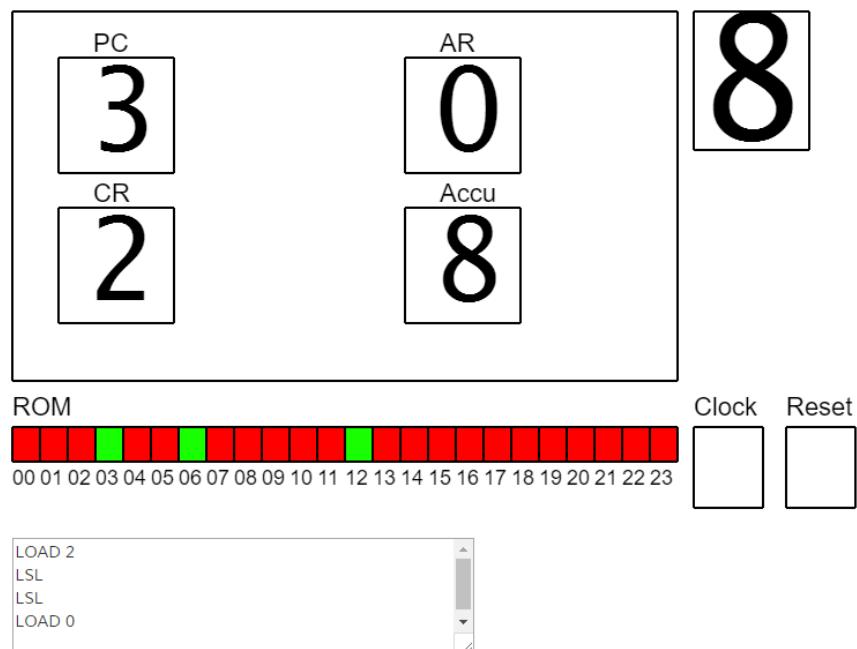 PC AR
3 0 8
CR Accu
2 8
ROM Clock Reset
00 01 02 03 04 05 06 07 08 09 10 11 12 13 14 15 16 17 18 19 20 21 22 23
LOAD 2
LSL
LSL
LOAD 0